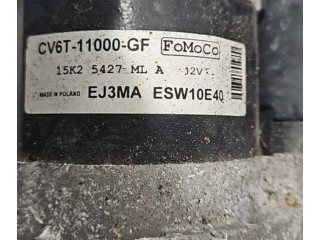 CV6T-11000-GF FoMoCo
15K2 5427 ML A 12V
MADE IN POLAND EJ3MA ESW10E40